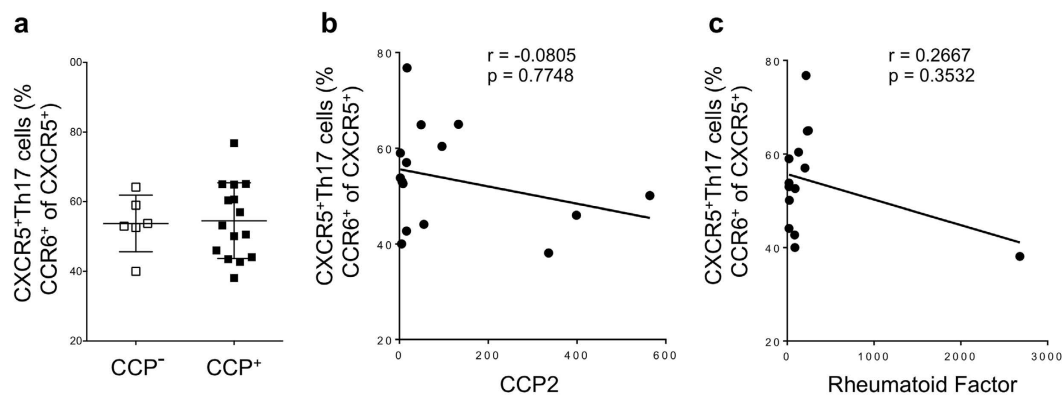 a
CXCR5⁺Th17 cells (%
CCR6⁺ of CXCR5⁺)
00
80
60
40
20
CCP⁻
CCP⁺
b
r = -0.0805
p = 0.7748
CXCR5⁺Th17 cells (%
CCR6⁺ of CXCR5⁺)
80
60
40
20
0
200
400
600
CCP2
c
r = 0.2667
p = 0.3532
CXCR5⁺Th17 cells (%
CCR6⁺ of CXCR5⁺)
80
60
40
20
0
1000
2000
3000
Rheumatoid Factor